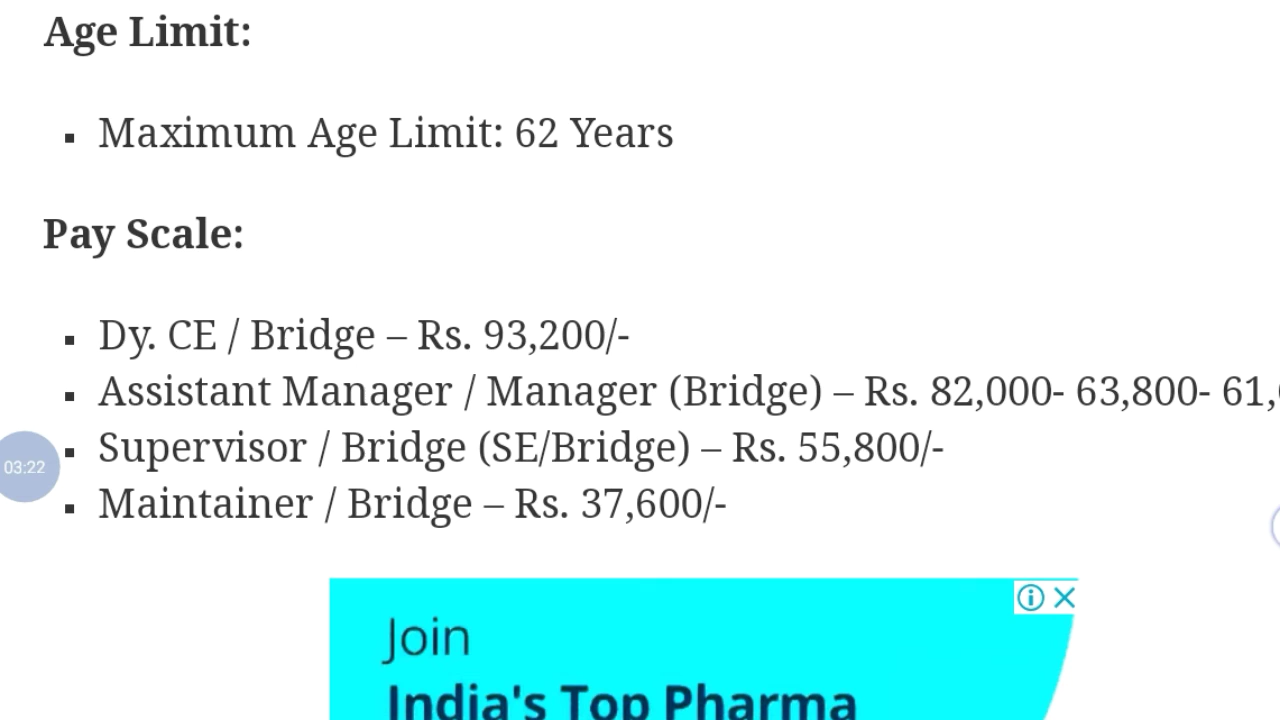 Age Limit:
▪ Maximum Age Limit: 62 Years
Pay Scale:
▪ Dy. CE / Bridge – Rs. 93,200/-
▪ Assistant Manager / Manager (Bridge) – Rs. 82,000- 63,800- 61,
▪ Supervisor / Bridge (SE/Bridge) – Rs. 55,800/-
03:22
▪ Maintainer / Bridge – Rs. 37,600/-
Join
India's Top Pharma